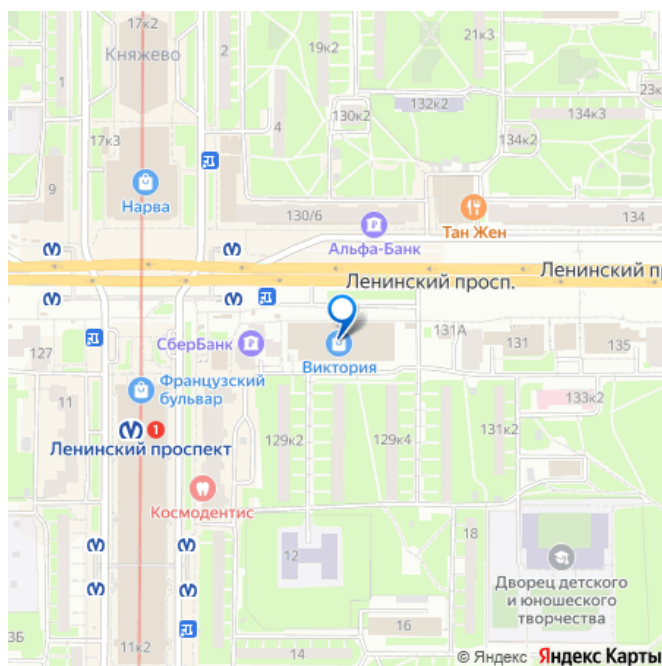 17к2
Княжево
2
19к2
21к3
1
23к
132к2
130к2
134к3
4
17к3
134к2
9
Нарва
130/6
134
Тан Жен
Альфа-Банк
Ленинский пр
Ленинский просп.
131А
СберБанк
131
135
127
Виктория
Французский
бульвар
133к2
11
1
129к2
129к4
131к2
Ленинский проспект
Космодентис
18
12
Дворец детского
и юношеского
творчества
16
3Б
11к2
14
© Яндекс Яндекс Карты